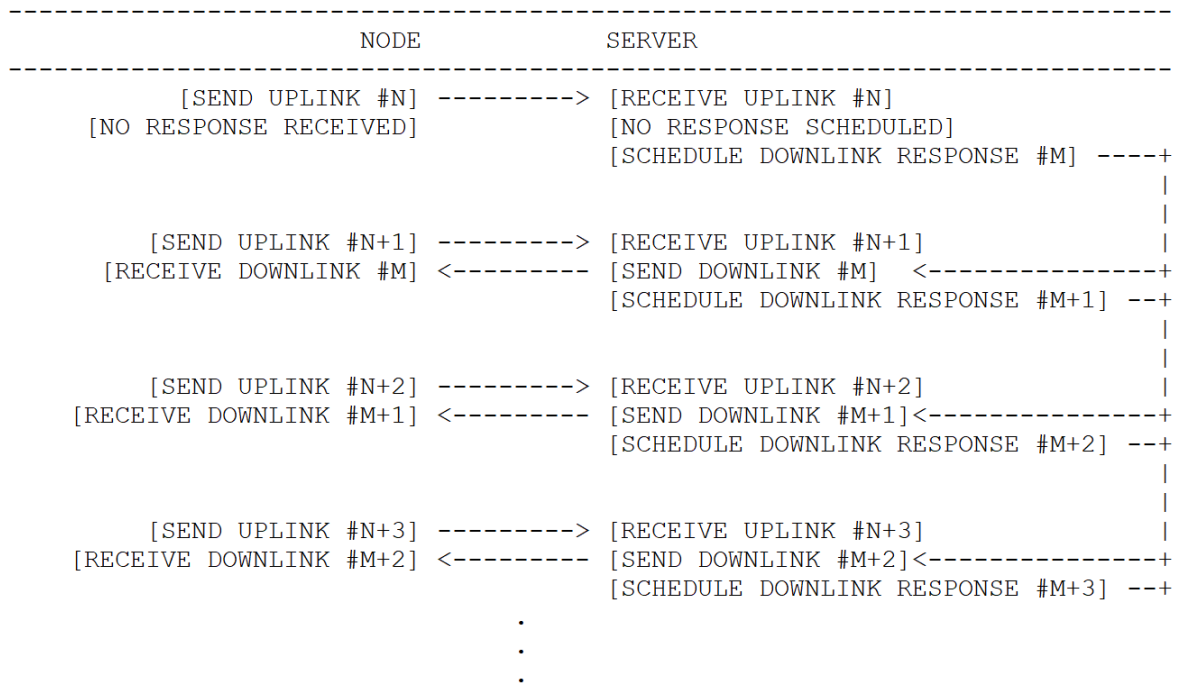 ----------------------------------------------------------------------------
NODE SERVER
----------------------------------------------------------------------------
[SEND UPLINK #N] ---------> [RECEIVE UPLINK #N]
[NO RESPONSE RECEIVED] [NO RESPONSE SCHEDULED]
[SCHEDULE DOWNLINK RESPONSE #M] ----+
|
|
[SEND UPLINK #N+1] ---------> [RECEIVE UPLINK #N+1] |
[RECEIVE DOWNLINK #M] <--------- [SEND DOWNLINK #M] <---------------+
[SCHEDULE DOWNLINK RESPONSE #M+1] --+
|
|
[SEND UPLINK #N+2] ---------> [RECEIVE UPLINK #N+2] |
[RECEIVE DOWNLINK #M+1] <--------- [SEND DOWNLINK #M+1]<---------------+
[SCHEDULE DOWNLINK RESPONSE #M+2] --+
|
|
[SEND UPLINK #N+3] ---------> [RECEIVE UPLINK #N+3] |
[RECEIVE DOWNLINK #M+2] <--------- [SEND DOWNLINK #M+2]<---------------+
[SCHEDULE DOWNLINK RESPONSE #M+3] --+
.
.
.